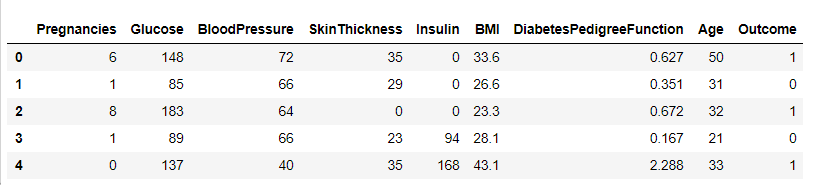 Pregnancies Glucose BloodPressure SkinThickness Insulin BMI DiabetesPedigreeFunction Age Outcome
0 6 148 72 35 0 33.6 0.627 50 1
1 1 85 66 29 0 26.6 0.351 31 0
2 8 183 64 0 0 23.3 0.672 32 1
3 1 89 66 23 94 28.1 0.167 21 0
4 0 137 40 35 168 43.1 2.288 33 1